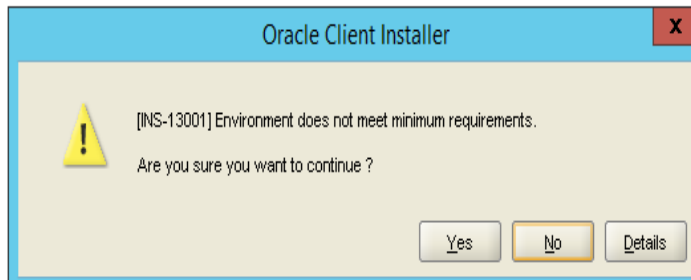 Oracle Client Installer
X
[INS-13001] Environment does not meet minimum requirements.
Are you sure you want to continue ?
Yes No Details